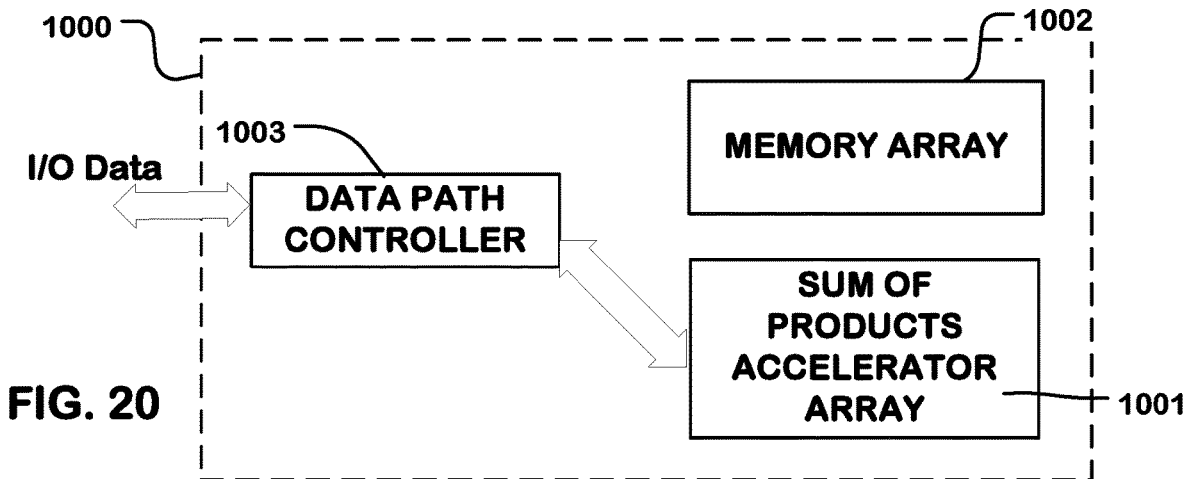 1000
1002
1003
MEMORY ARRAY
I/O Data
DATA PATH
CONTROLLER
SUM OF
PRODUCTS
ACCELERATOR
ARRAY
1001
FIG. 20